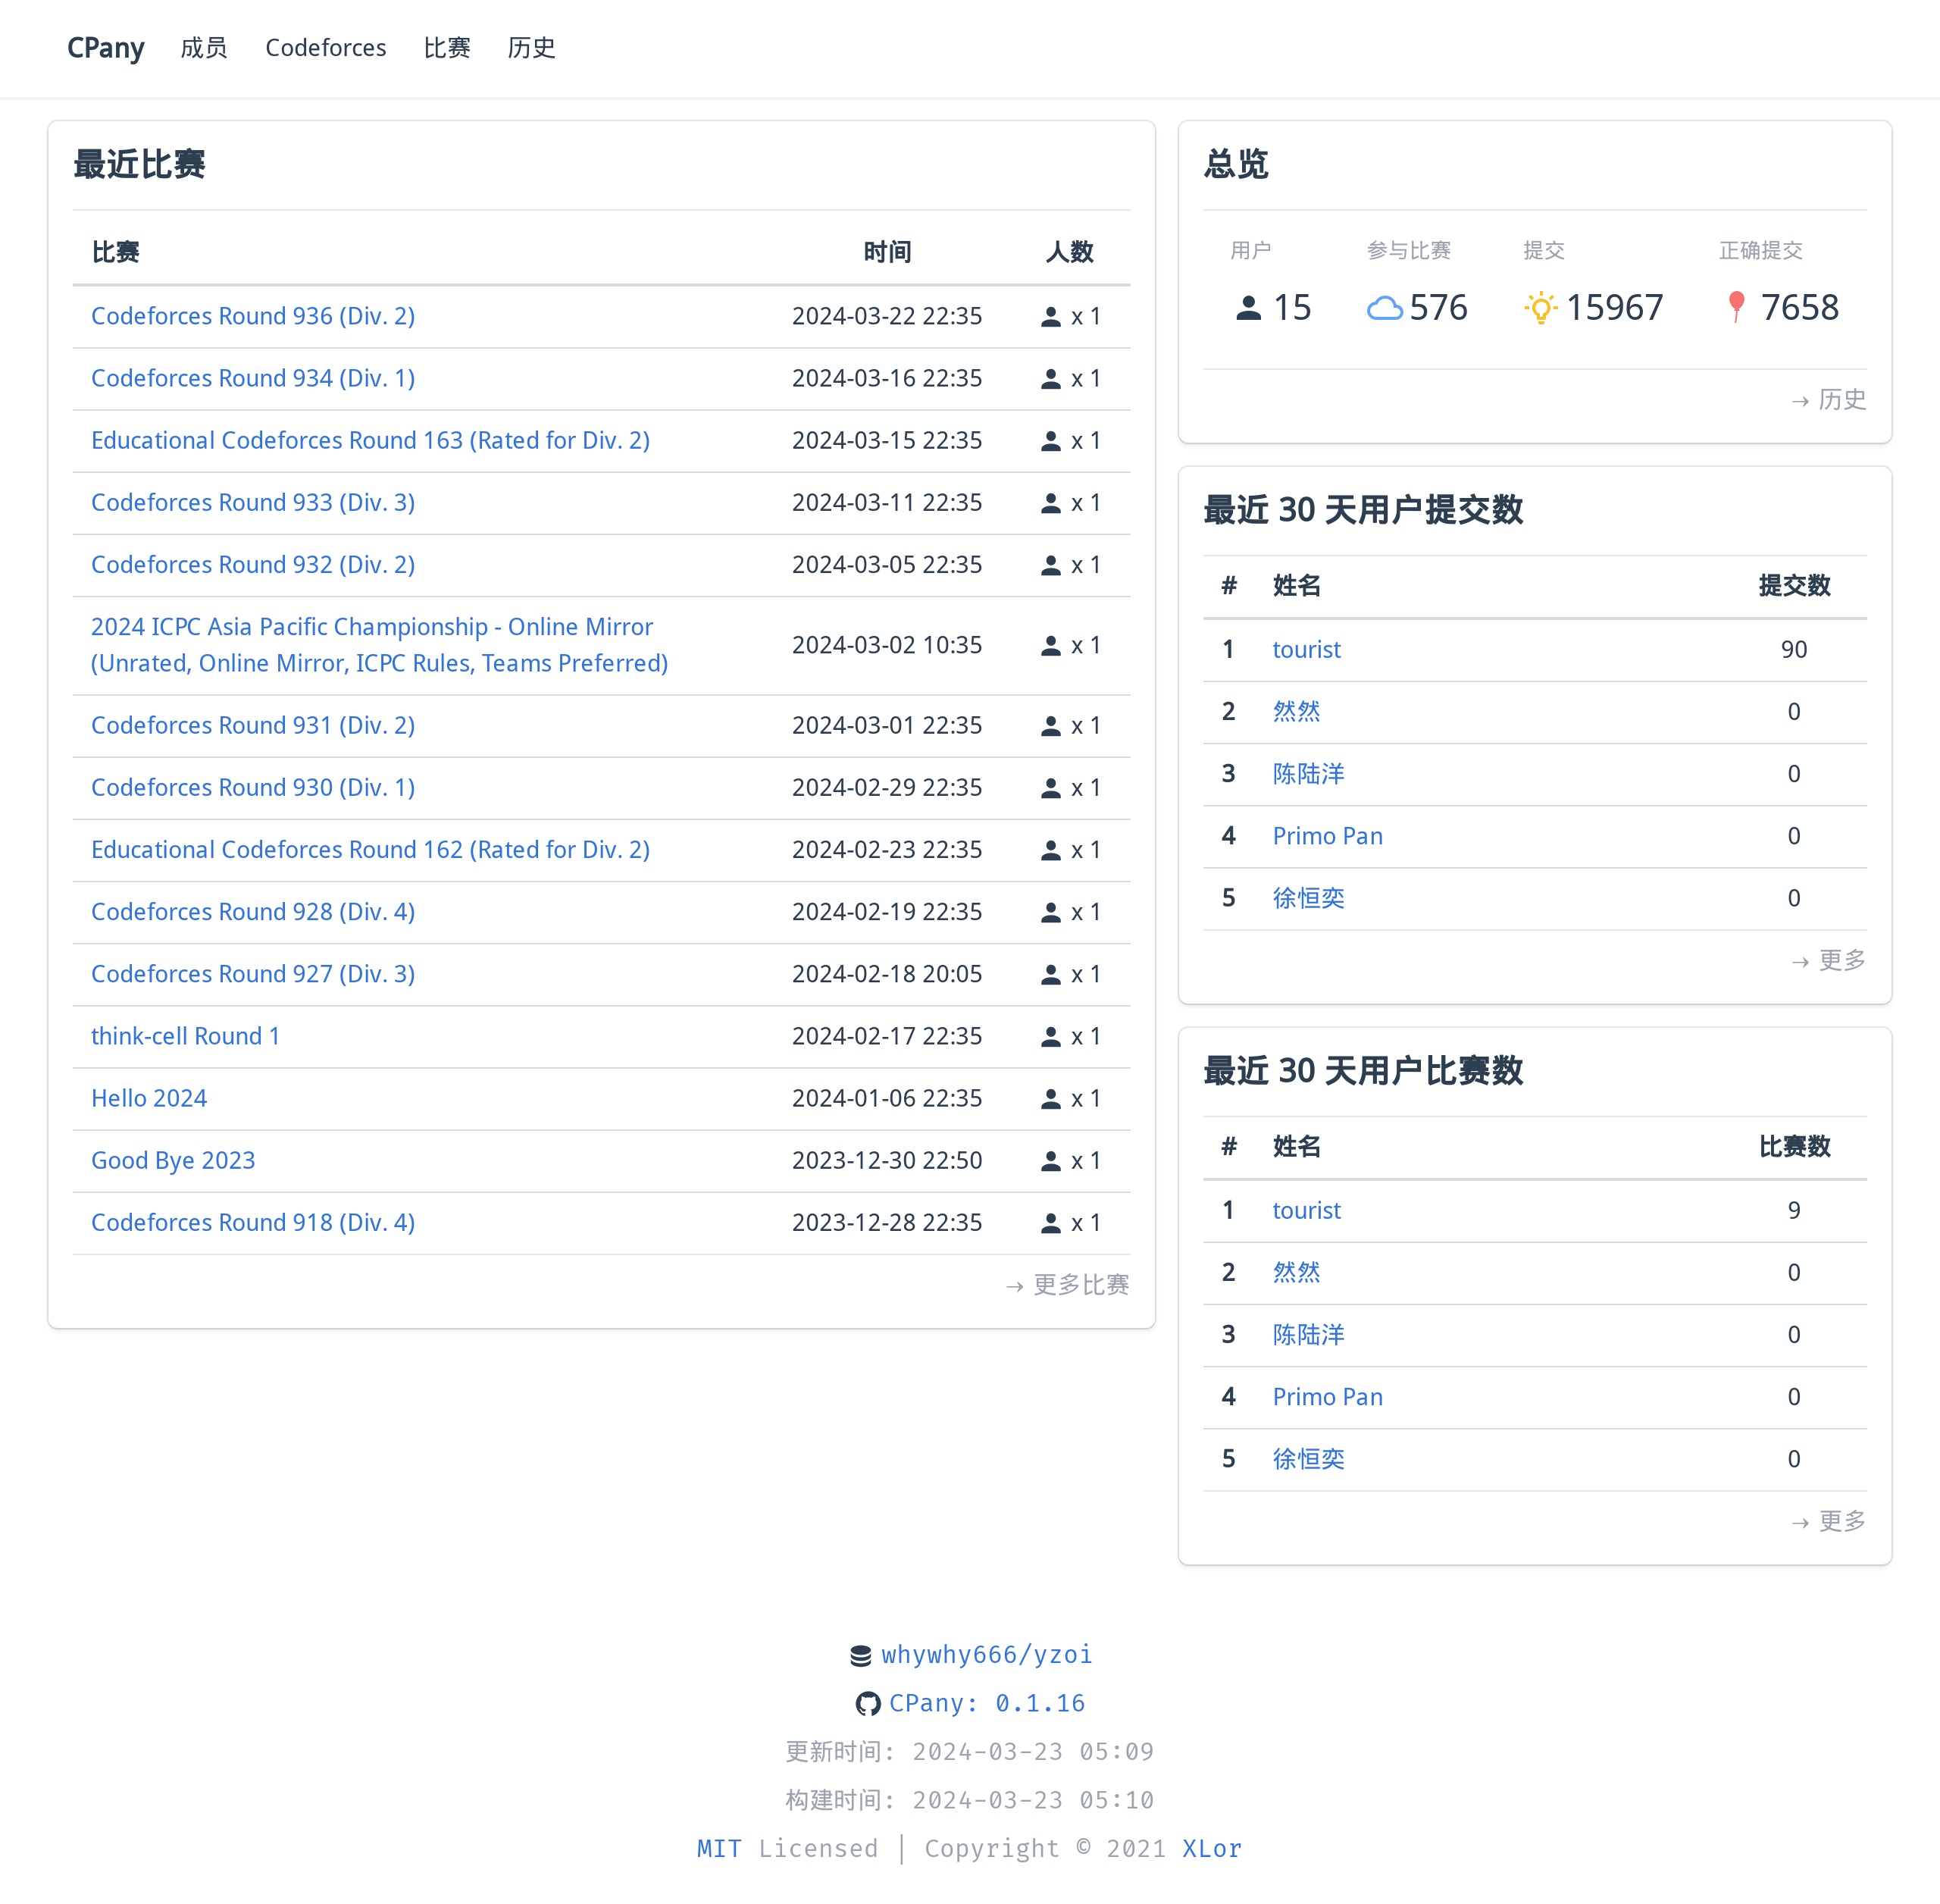 CPany 成员 Codeforces 比赛 历史
最近比赛
比赛 时间 人数
Codeforces Round 936 (Div. 2) 2024-03-22 22:35 x 1
Codeforces Round 934 (Div. 1) 2024-03-16 22:35 x 1
Educational Codeforces Round 163 (Rated for Div. 2) 2024-03-15 22:35 x 1
Codeforces Round 933 (Div. 3) 2024-03-11 22:35 x 1
Codeforces Round 932 (Div. 2) 2024-03-05 22:35 x 1
2024 ICPC Asia Pacific Championship - Online Mirror
(Unrated, Online Mirror, ICPC Rules, Teams Preferred) 2024-03-02 10:35 x 1
Codeforces Round 931 (Div. 2) 2024-03-01 22:35 x 1
Codeforces Round 930 (Div. 1) 2024-02-29 22:35 x 1
Educational Codeforces Round 162 (Rated for Div. 2) 2024-02-23 22:35 x 1
Codeforces Round 928 (Div. 4) 2024-02-19 22:35 x 1
Codeforces Round 927 (Div. 3) 2024-02-18 20:05 x 1
think-cell Round 1 2024-02-17 22:35 x 1
Hello 2024 2024-01-06 22:35 x 1
Good Bye 2023 2023-12-30 22:50 x 1
Codeforces Round 918 (Div. 4) 2023-12-28 22:35 x 1
→ 更多比赛
总览
用户 参与比赛 提交 正确提交
15 576 15967 7658
→ 历史
最近 30 天用户提交数
# 姓名 提交数
1 tourist 90
2 然然 0
3 陈陆洋 0
4 Primo Pan 0
5 徐恒奕 0
→ 更多
最近 30 天用户比赛数
# 姓名 比赛数
1 tourist 9
2 然然 0
3 陈陆洋 0
4 Primo Pan 0
5 徐恒奕 0
→ 更多
whywhy666/yzoi
CPany: 0.1.16
更新时间: 2024-03-23 05:09
构建时间: 2024-03-23 05:10
MIT Licensed | Copyright © 2021 XLor